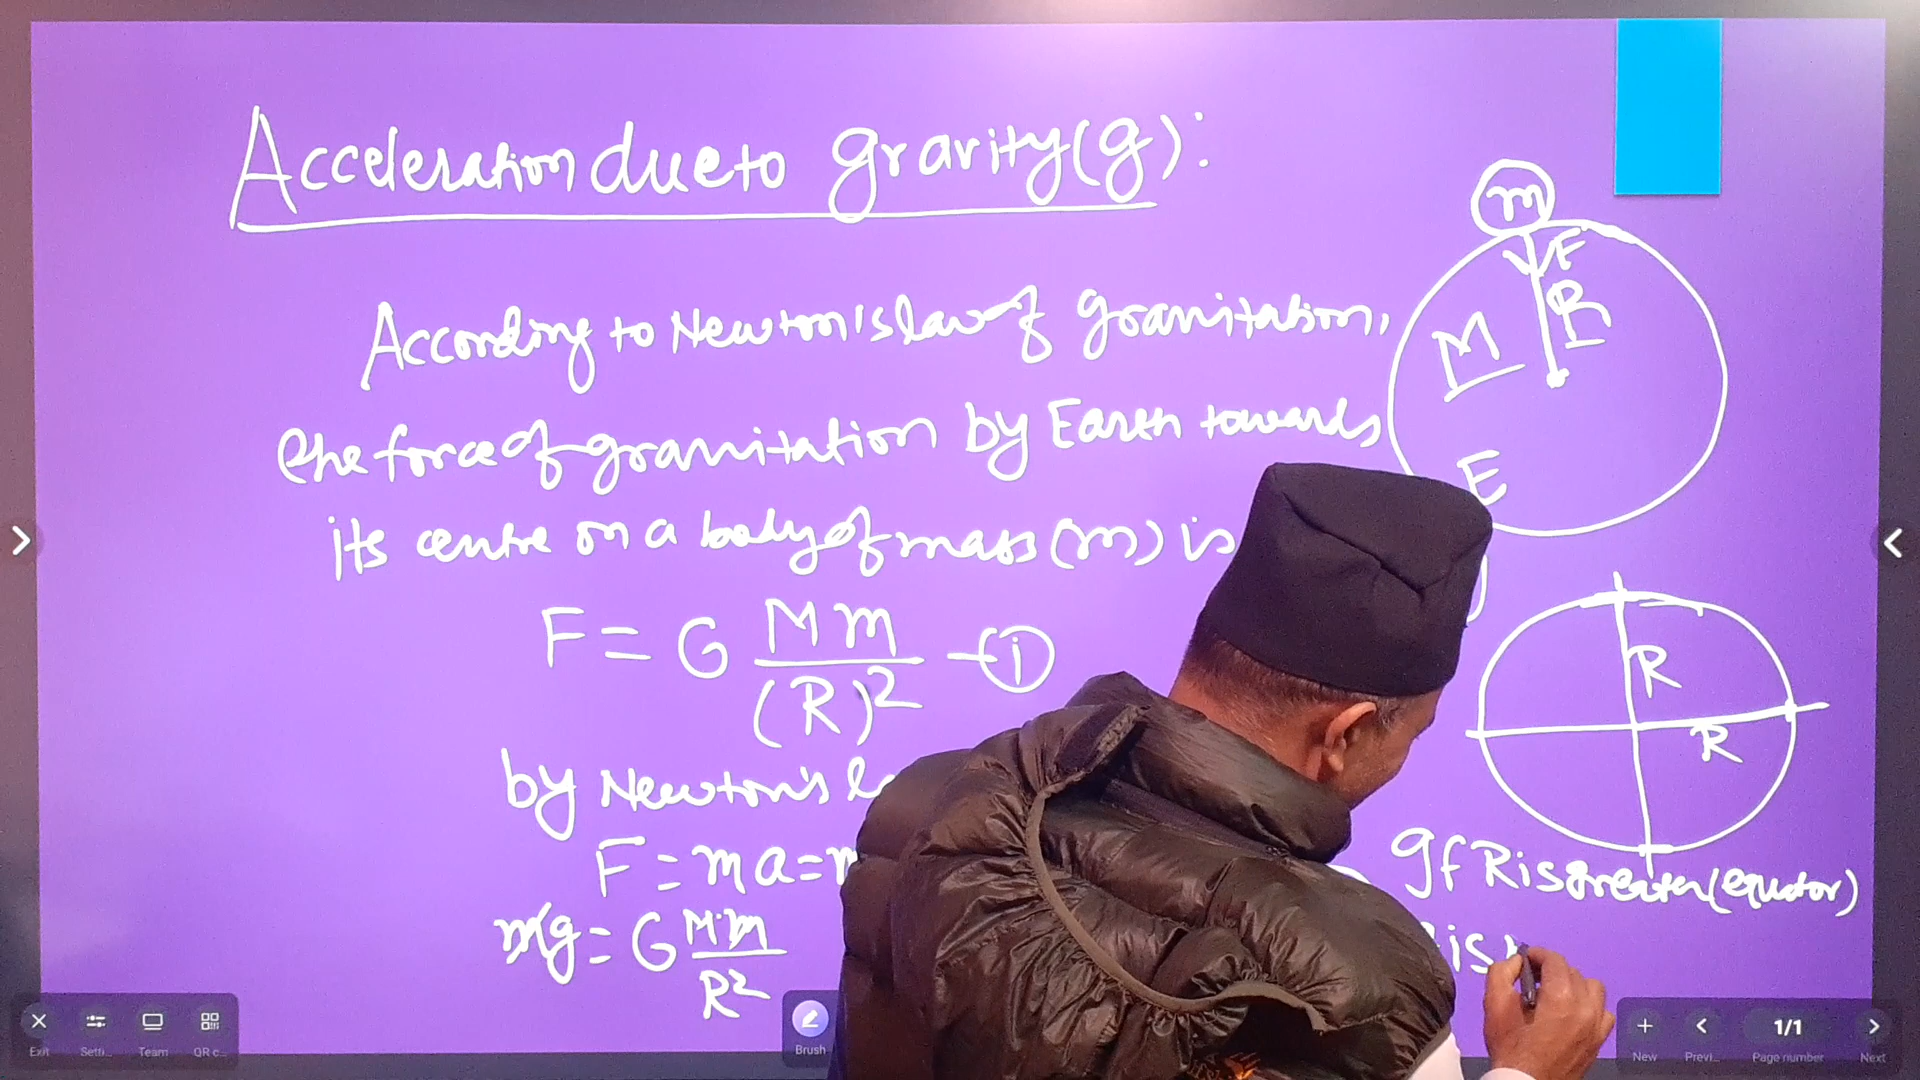 Acceleration due to gravity (g):
According to Newton's law of gravitation,
the force of gravitation by Earth towards
its centre on a body of mass (m) is
F = G Mm / (R)² - (i)
by Newton's
F = ma =
mg = G Mm / R²
m
F
R
M
E
R
R
If R is greater (equator)
is
Exit
Setti...
Team
QR c...
Brush
New
Previ...
1/1
Page number
Next